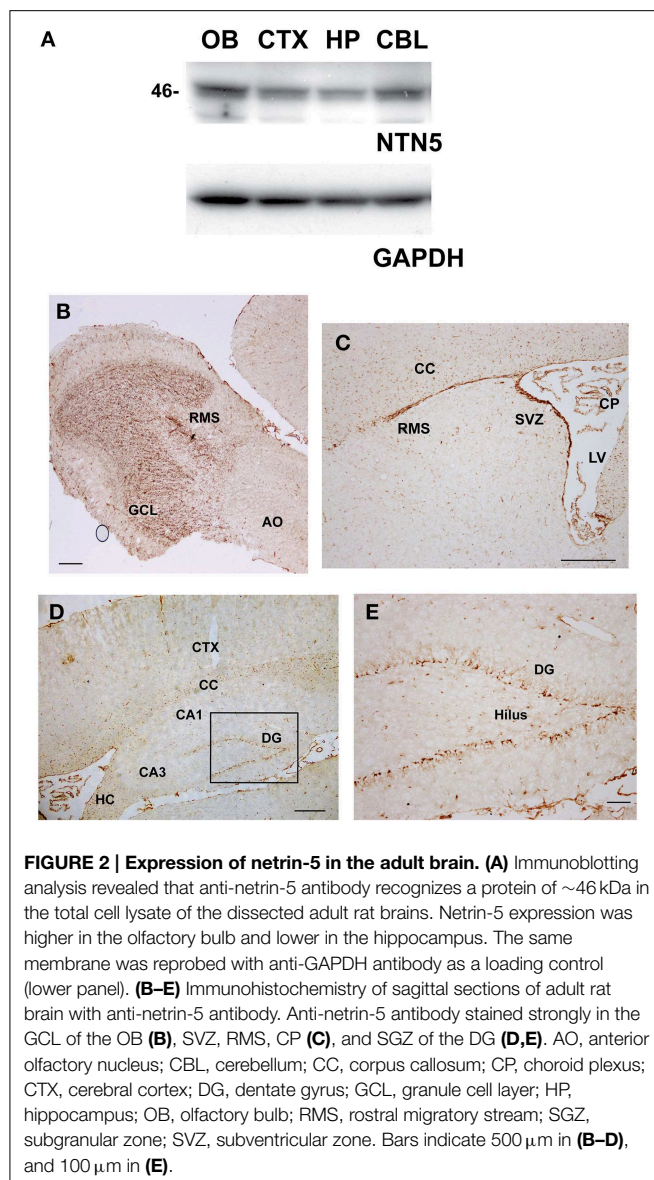 A
OB CTX HP CBL
46-
NTN5
GAPDH
B
RMS
GCL
AO
C
CC
RMS
SVZ
CP
LV
D
CTX
CC
CA1
DG
CA3
HC
E
DG
Hilus
FIGURE 2 | Expression of netrin-5 in the adult brain. (A) Immunoblotting
analysis revealed that anti-netrin-5 antibody recognizes a protein of ∼46 kDa in
the total cell lysate of the dissected adult rat brains. Netrin-5 expression was
higher in the olfactory bulb and lower in the hippocampus. The same
membrane was reprobed with anti-GAPDH antibody as a loading control
(lower panel). (B–E) Immunohistochemistry of sagittal sections of adult rat
brain with anti-netrin-5 antibody. Anti-netrin-5 antibody stained strongly in the
GCL of the OB (B), SVZ, RMS, CP (C), and SGZ of the DG (D,E). AO, anterior
olfactory nucleus; CBL, cerebellum; CC, corpus callosum; CP, choroid plexus;
CTX, cerebral cortex; DG, dentate gyrus; GCL, granule cell layer; HP,
hippocampus; OB, olfactory bulb; RMS, rostral migratory stream; SGZ,
subgranular zone; SVZ, subventricular zone. Bars indicate 500 μm in (B–D),
and 100 μm in (E).